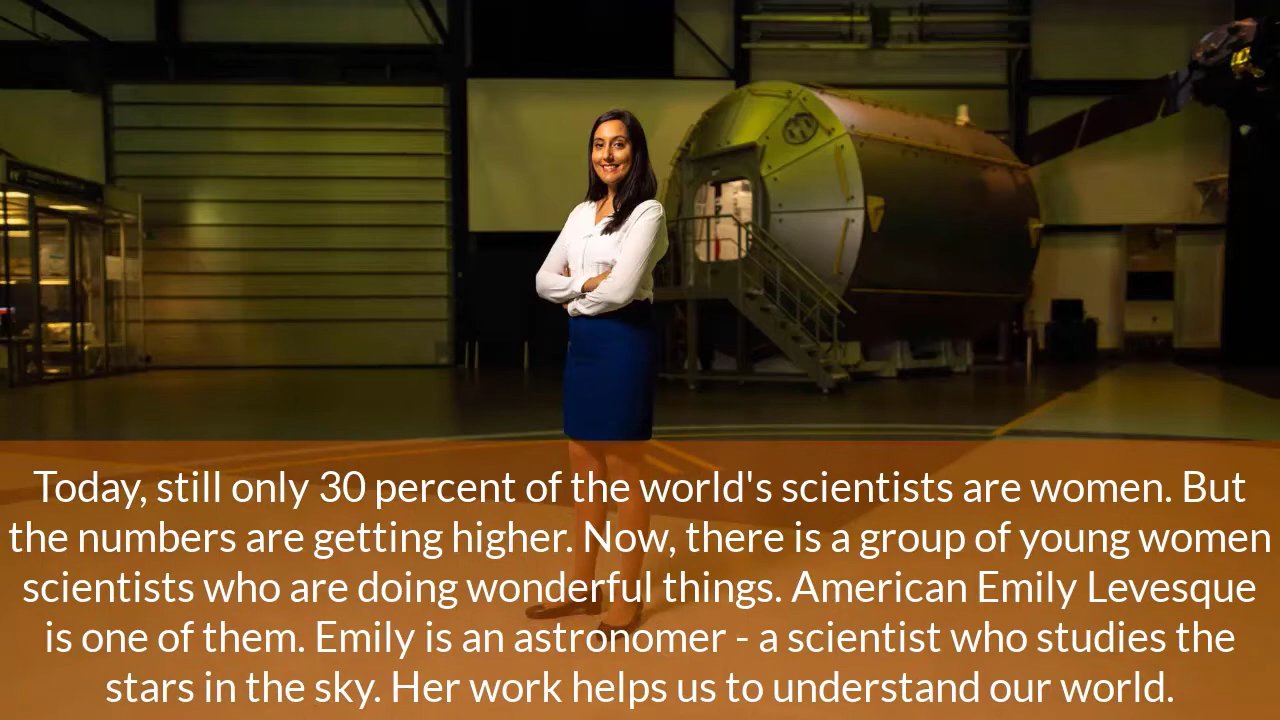 Today, still only 30 percent of the world's scientists are women. But
the numbers are getting higher. Now, there is a group of young women
scientists who are doing wonderful things. American Emily Levesque
is one of them. Emily is an astronomer - a scientist who studies the
stars in the sky. Her work helps us to understand our world.